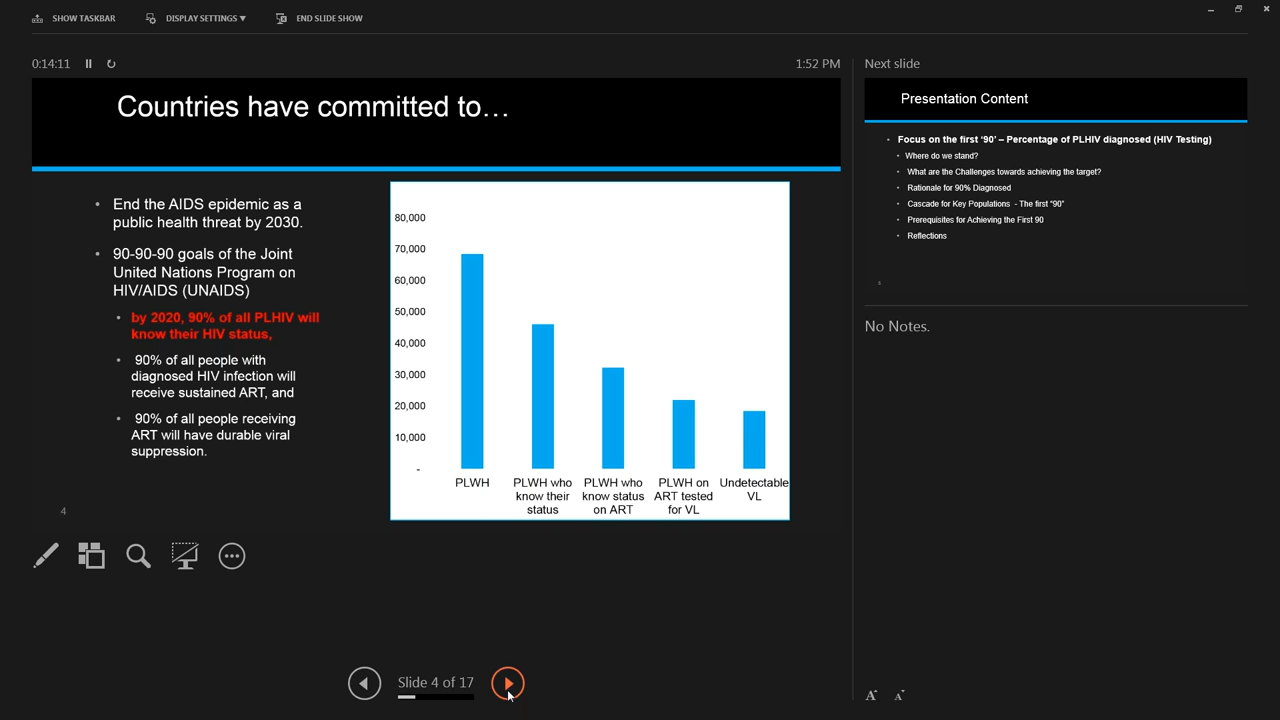 SHOW TASKBAR
DISPLAY SETTINGS ▼
END SLIDE SHOW
0:14:11
1:52 PM
Countries have committed to…
• End the AIDS epidemic as a
public health threat by 2030.
• 90-90-90 goals of the Joint
United Nations Program on
HIV/AIDS (UNAIDS)
• by 2020, 90% of all PLHIV will
know their HIV status,
• 90% of all people with
diagnosed HIV infection will
receive sustained ART, and
• 90% of all people receiving
ART will have durable viral
suppression.
4
80,000
70,000
60,000
50,000
40,000
30,000
20,000
10,000
-
PLWH
PLWH who
know their
status
PLWH who
know status
on ART
PLWH on
ART tested
for VL
Undetectable
VL
Slide 4 of 17
Next slide
Presentation Content
• Focus on the first ‘90’ – Percentage of PLHIV diagnosed (HIV Testing)
• Where do we stand?
• What are the Challenges towards achieving the target?
• Rationale for 90% Diagnosed
• Cascade for Key Populations - The first "90"
• Prerequisites for Achieving the First 90
• Reflections
No Notes.
A A